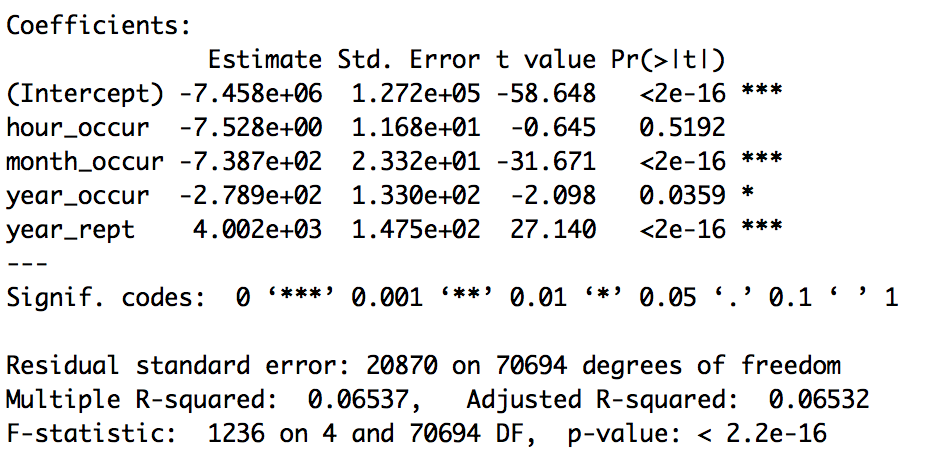 Coefficients:
              Estimate Std. Error t value Pr(>|t|)
(Intercept) -7.458e+06  1.272e+05 -58.648   <2e-16 ***
hour_occur  -7.528e+00  1.168e+01  -0.645   0.5192
month_occur -7.387e+02  2.332e+01 -31.671   <2e-16 ***
year_occur  -2.789e+02  1.330e+02  -2.098   0.0359 *
year_rept    4.002e+03  1.475e+02  27.140   <2e-16 ***
---
Signif. codes:  0 ‘***’ 0.001 ‘**’ 0.01 ‘*’ 0.05 ‘.’ 0.1 ‘ ’ 1

Residual standard error: 20870 on 70694 degrees of freedom
Multiple R-squared:  0.06537,	Adjusted R-squared:  0.06532
F-statistic:  1236 on 4 and 70694 DF,  p-value: < 2.2e-16